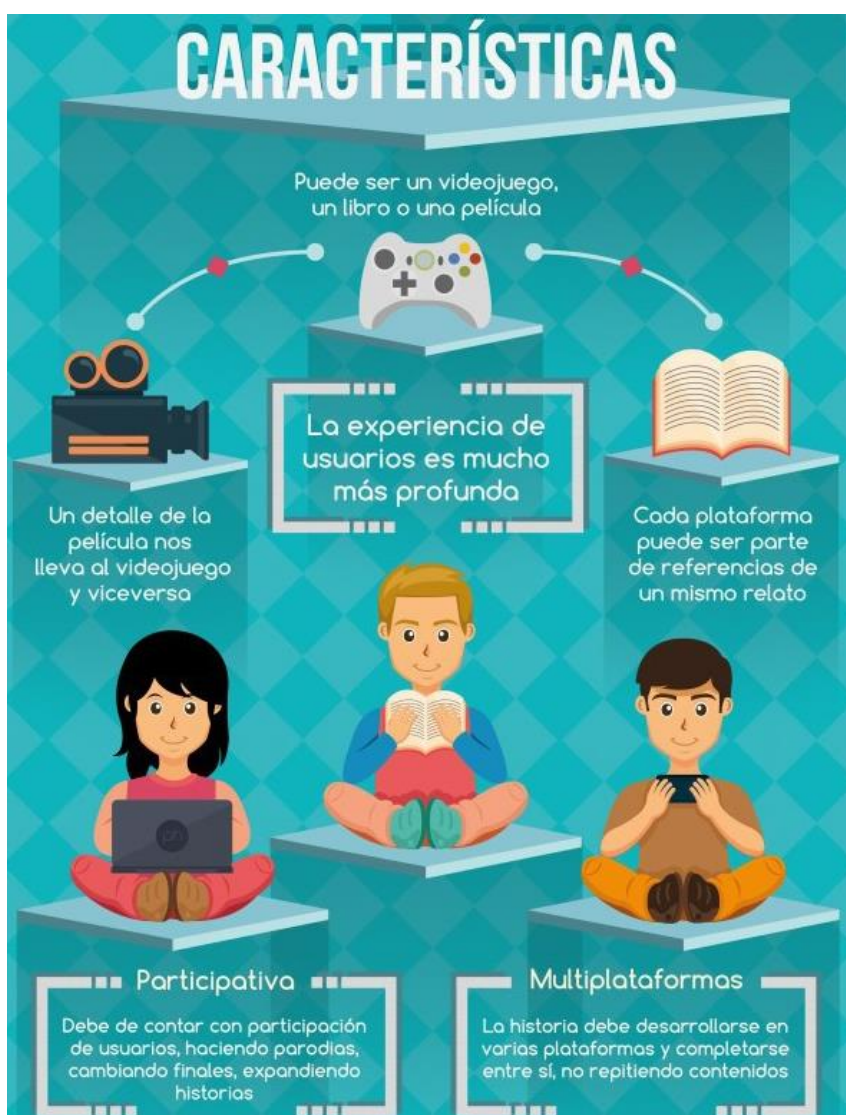 CARACTERÍSTICAS
Puede ser un videojuego,
un libro o una película
La experiencia de
usuarios es mucho
más profunda
Un detalle de la
película nos
lleva al videojuego
y viceversa
Cada plataforma
puede ser parte
de referencias de
un mismo relato
Participativa
Debe de contar con participación
de usuarios, haciendo parodias,
cambiando finales, expandiendo
historias
Multiplataformas
La historia debe desarrollarse en
varias plataformas y completarse
entre sí, no repitiendo contenidos